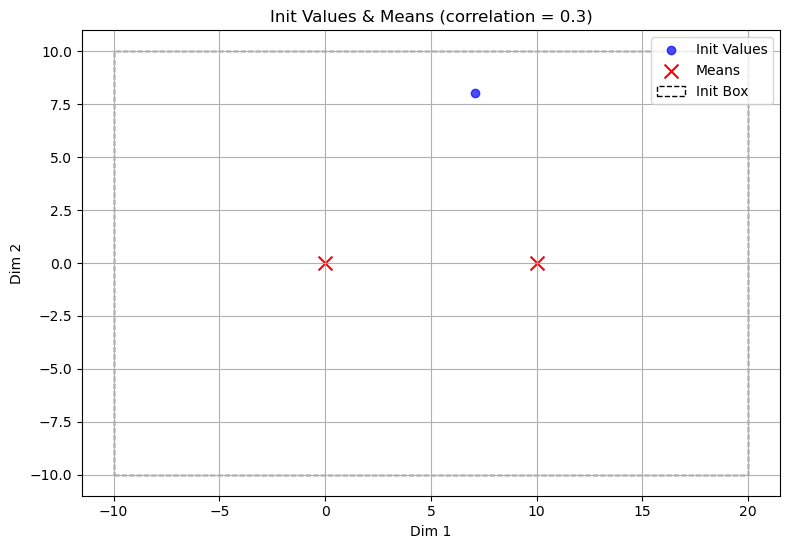 Init Values & Means (correlation = 0.3)
Init Values
Means
Init Box
10.0
7.5
5.0
2.5
0.0
−2.5
−5.0
−7.5
−10.0
Dim 2
−10 −5 0 5 10 15 20
Dim 1